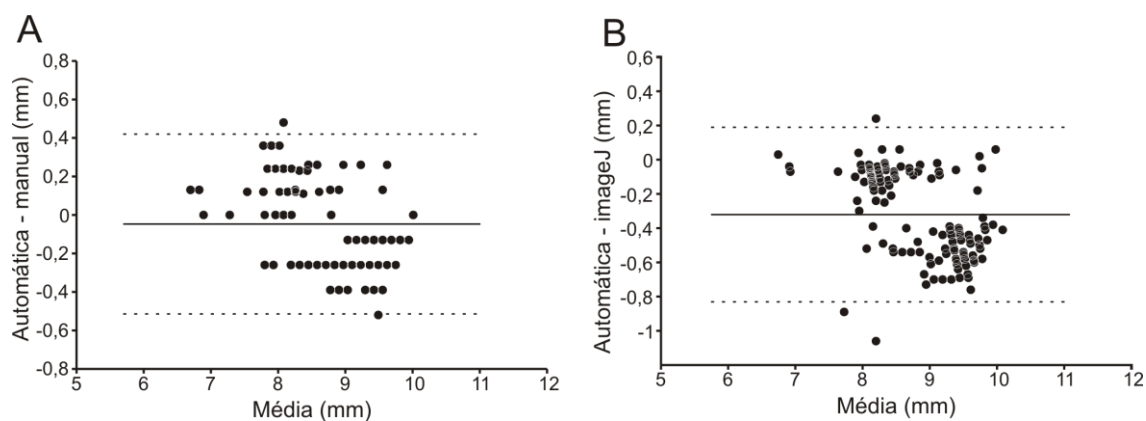 A
Automática - manual (mm)
0,8
0,6
0,4
0,2
0
-0,2
-0,4
-0,6
-0,8
5 6 7 8 9 10 11 12
Média (mm)
B
Automática - imageJ (mm)
0,6
0,4
0,2
0
-0,2
-0,4
-0,6
-0,8
-1
5 6 7 8 9 10 11 12
Média (mm)